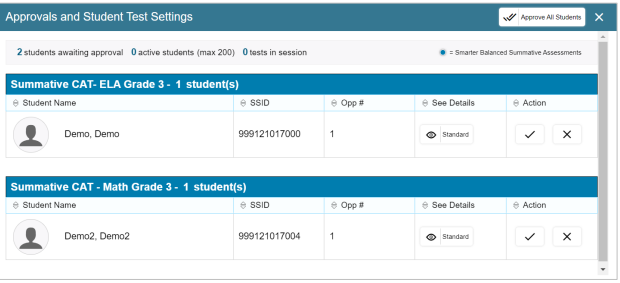 Approvals and Student Test Settings
Approve All Students
2 students awaiting approval 0 active students (max 200) 0 tests in session
= Smarter Balanced Summative Assessments
Summative CAT- ELA Grade 3 - 1 student(s)
Student Name SSID Opp # See Details Action
Demo, Demo 999121017000 1 Standard
Summative CAT - Math Grade 3 - 1 student(s)
Student Name SSID Opp # See Details Action
Demo2, Demo2 999121017004 1 Standard